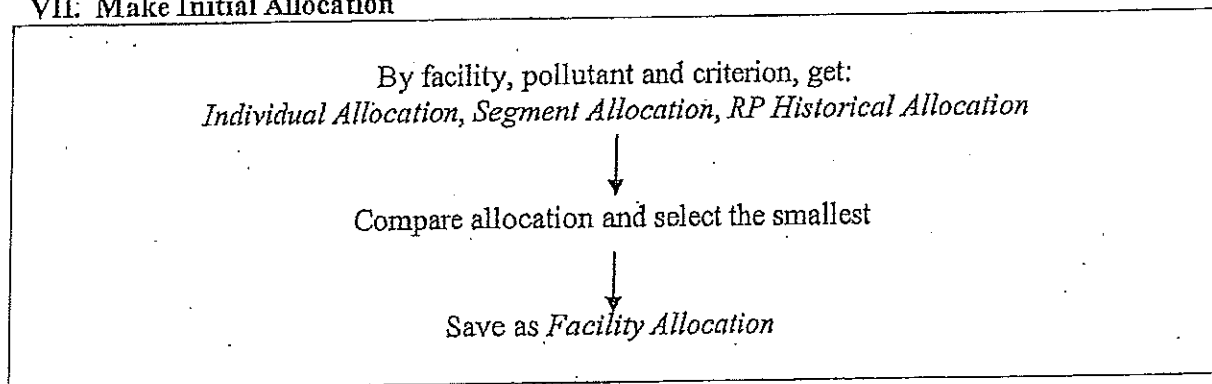 VII. Make Initial Allocation
By facility, pollutant and criterion, get:
Individual Allocation, Segment Allocation, RP Historical Allocation
Compare allocation and select the smallest
Save as Facility Allocation